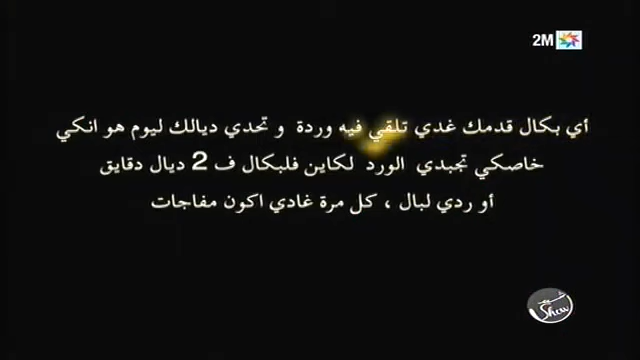 2M
أي بكال قدمك غدي تلقي فيه وردة و تحدي ديالك ليوم هو انكي
خاصكي تجبدي الورد لكاين فلبكال ف 2 ديال دقايق
أو ردي لبال ، كل مرة غادي اكون مفاجات
Show